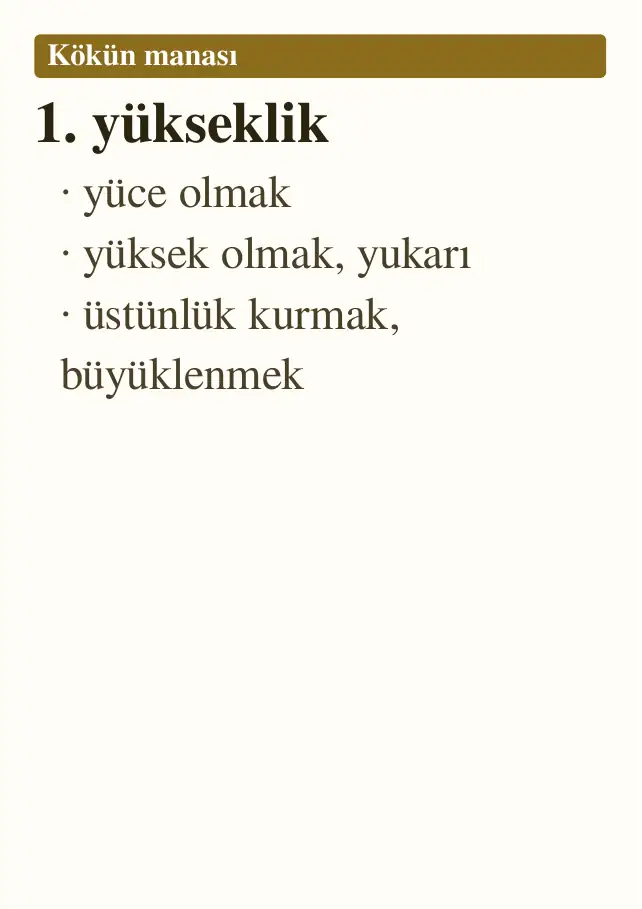 Kökün manası
1. yükseklik
· yüce olmak
· yüksek olmak, yukarı
· üstünlük kurmak,
büyüklenmek